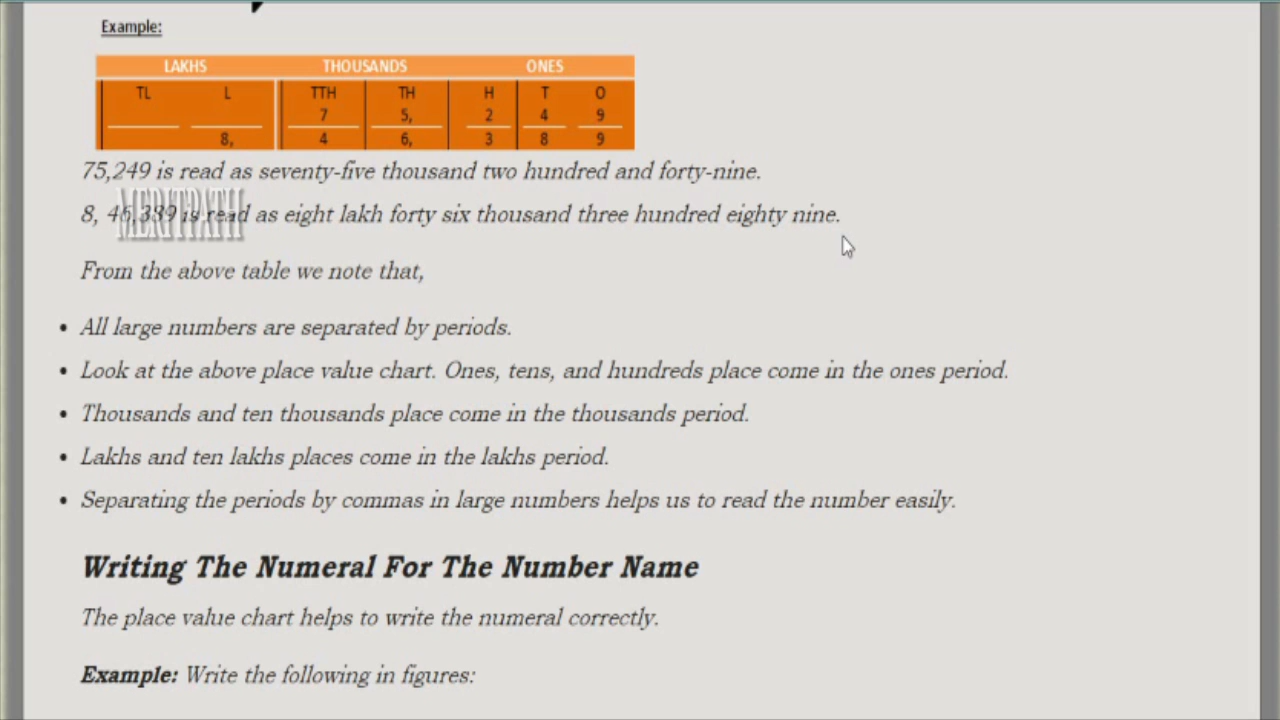 Example:
LAKHS THOUSANDS ONES
TL L TTH TH H T O
7 5, 2 4 9
8, 4 6, 3 8 9
75,249 is read as seventy-five thousand two hundred and forty-nine.
MERITPATH
8, 46,389 is read as eight lakh forty six thousand three hundred eighty nine.
From the above table we note that,
• All large numbers are separated by periods.
• Look at the above place value chart. Ones, tens, and hundreds place come in the ones period.
• Thousands and ten thousands place come in the thousands period.
• Lakhs and ten lakhs places come in the lakhs period.
• Separating the periods by commas in large numbers helps us to read the number easily.
Writing The Numeral For The Number Name
The place value chart helps to write the numeral correctly.
Example: Write the following in figures: